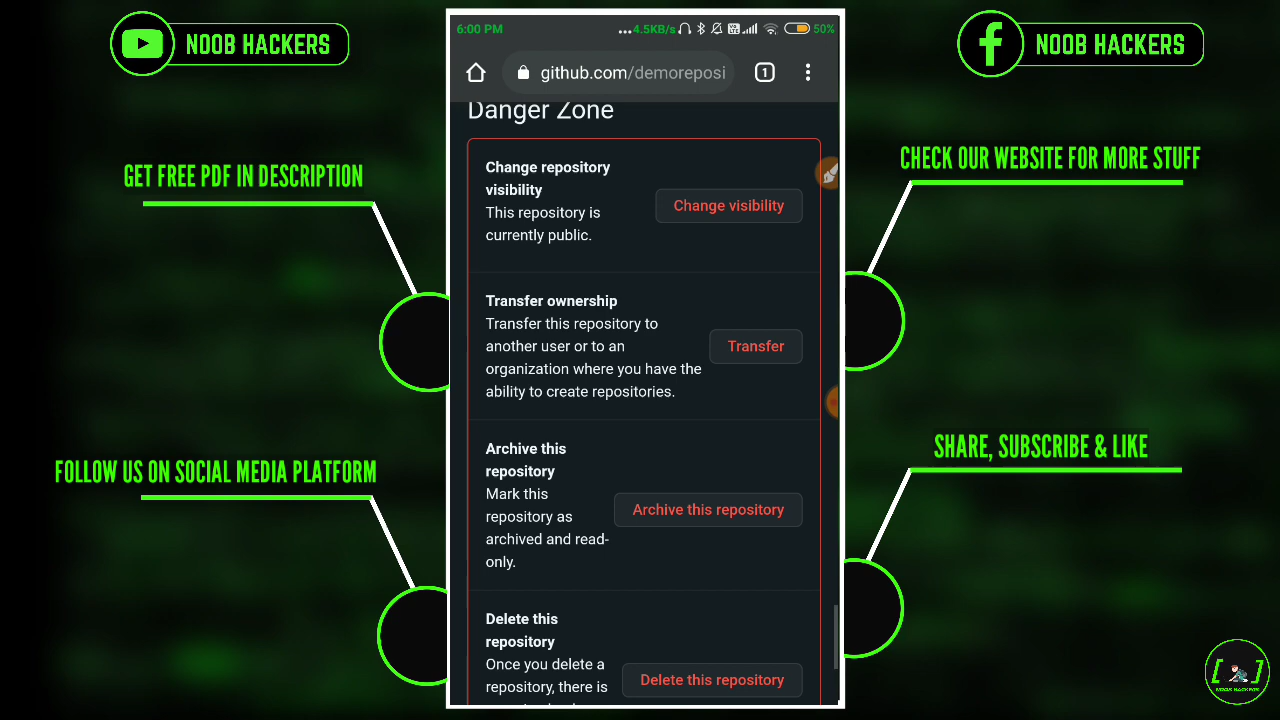 NOOB HACKERS
NOOB HACKERS
GET FREE PDF IN DESCRIPTION
CHECK OUR WEBSITE FOR MORE STUFF
FOLLOW US ON SOCIAL MEDIA PLATFORM
SHARE, SUBSCRIBE & LIKE
6:00 PM
...4.5KB/s
50%
github.com/demoreposi
1
Danger Zone
Change repository
visibility
This repository is
currently public.
Change visibility
Transfer ownership
Transfer this repository to
another user or to an
organization where you have the
ability to create repositories.
Transfer
Archive this
repository
Mark this
repository as
archived and read-
only.
Archive this repository
Delete this
repository
Once you delete a
repository, there is
Delete this repository
NOOB HACKERS